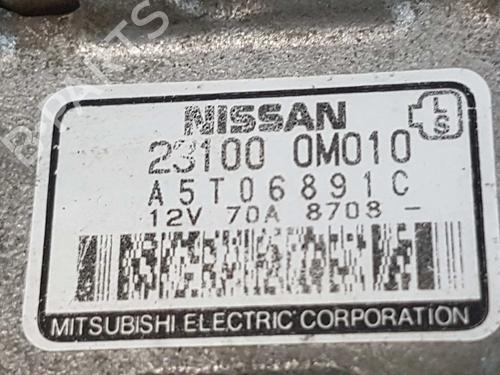 NISSAN
L
S
23100 0M010
A5T06891C
12V 70A 8708 -
MITSUBISHI ELECTRIC CORPORATION